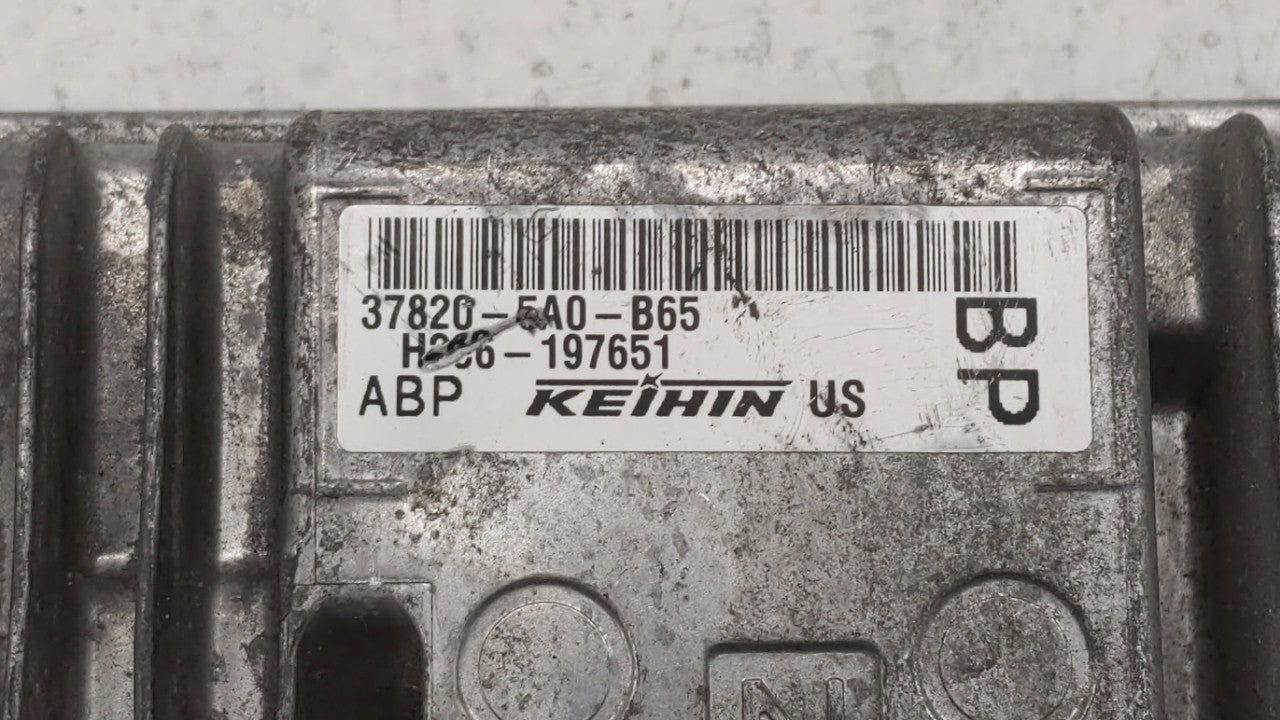 37820-5A0-B65
-197651
ABP KEIHIN US
BP
N